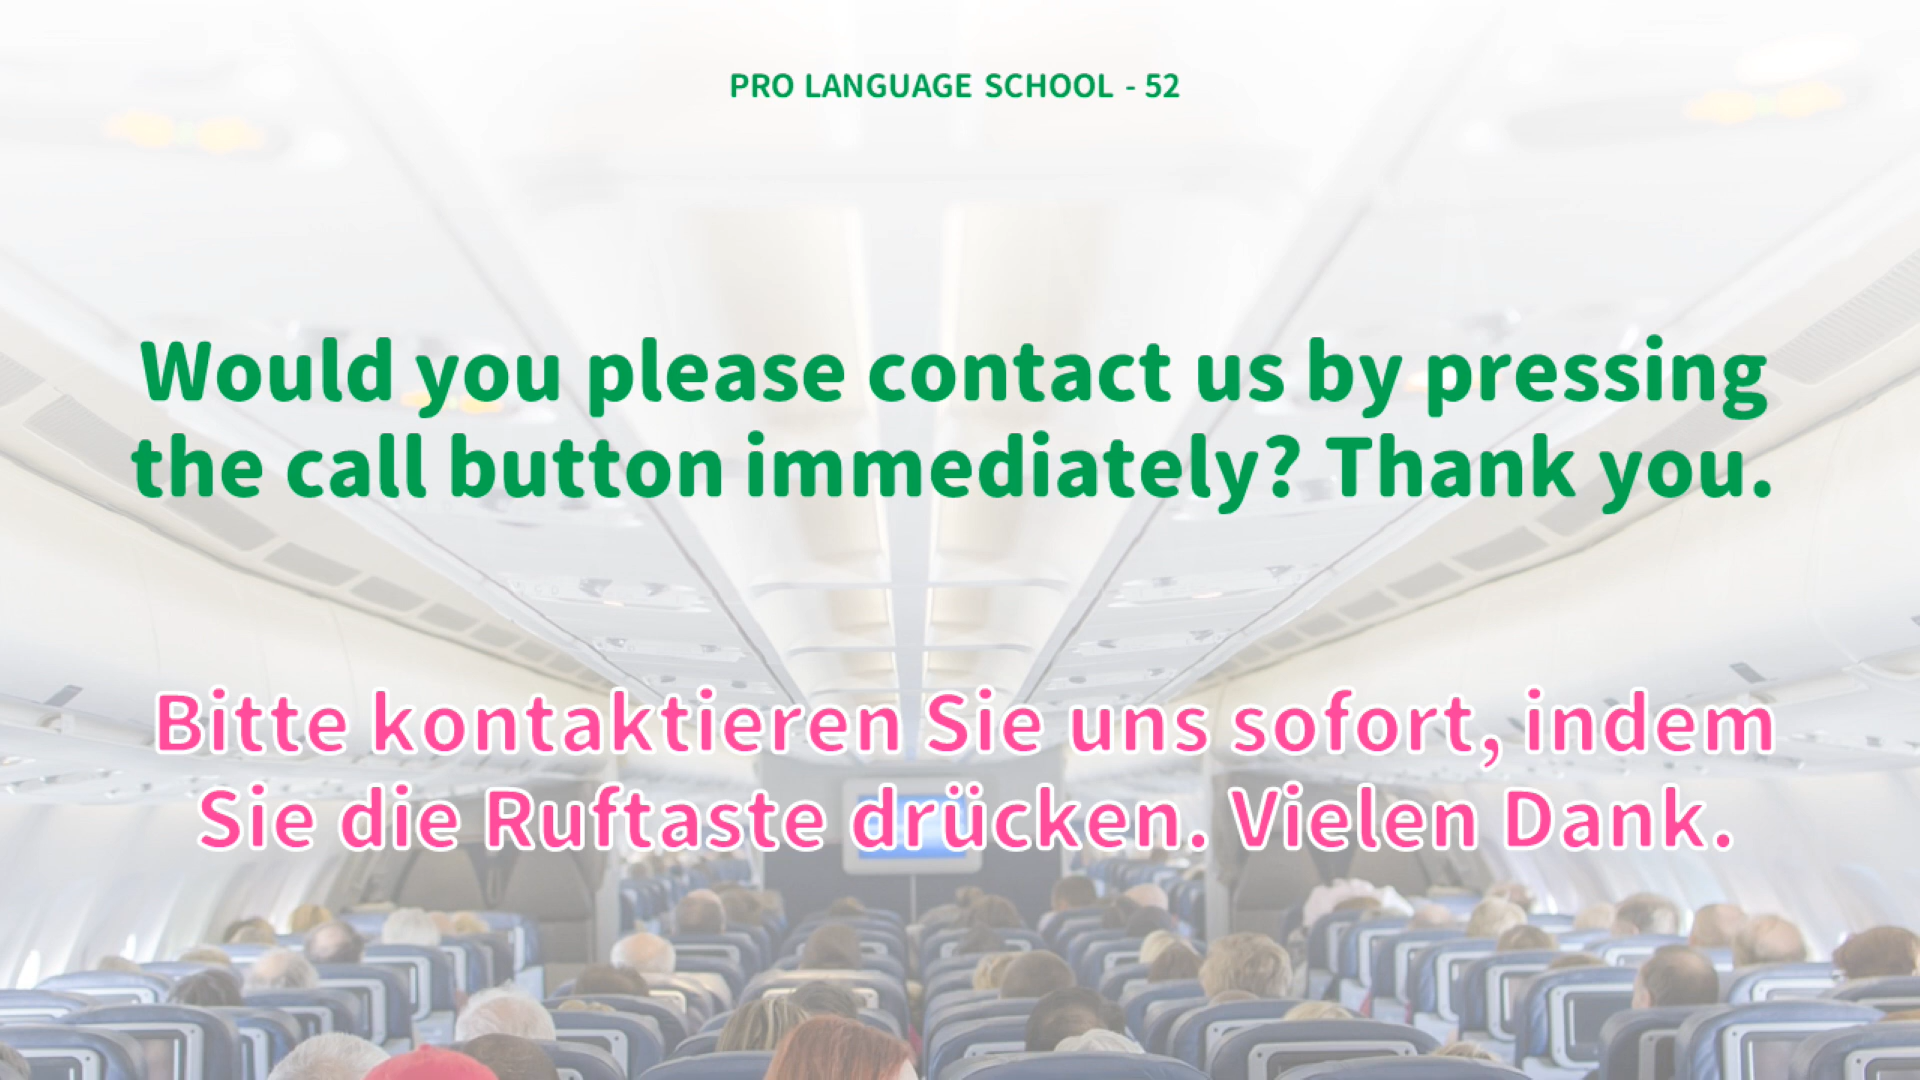 PRO LANGUAGE SCHOOL - 52
Would you please contact us by pressing
the call button immediately? Thank you.
Bitte kontaktieren Sie uns sofort, indem
Sie die Ruftaste drücken. Vielen Dank.